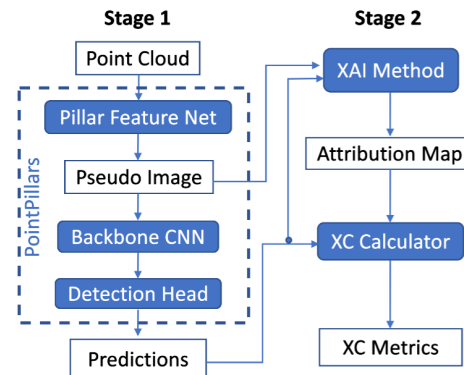 Stage 1
Point Cloud
Pillar Feature Net
Pseudo Image
Backbone CNN
Detection Head
Predictions
PointPillars
Stage 2
XAI Method
Attribution Map
XC Calculator
XC Metrics